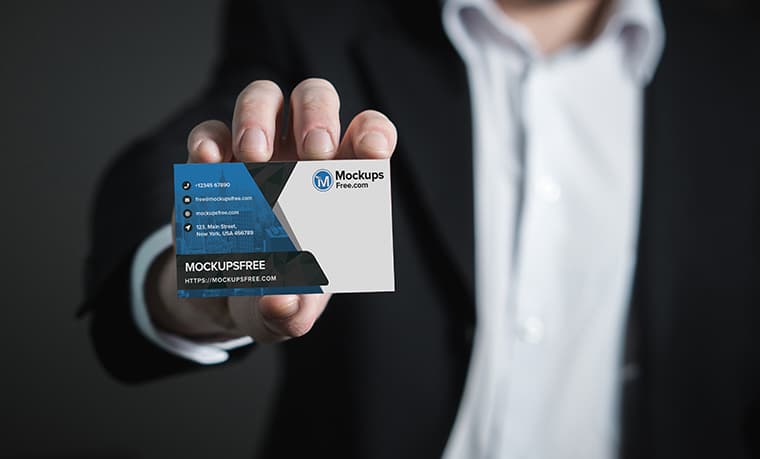 +12345 67890
free@mockupsfree.com
mockupsfree.com
123, Main Street,
New York, USA 456789
MOCKUPSFREE
HTTPS://MOCKUPSFREE.COM
M
Mockups
Free.com